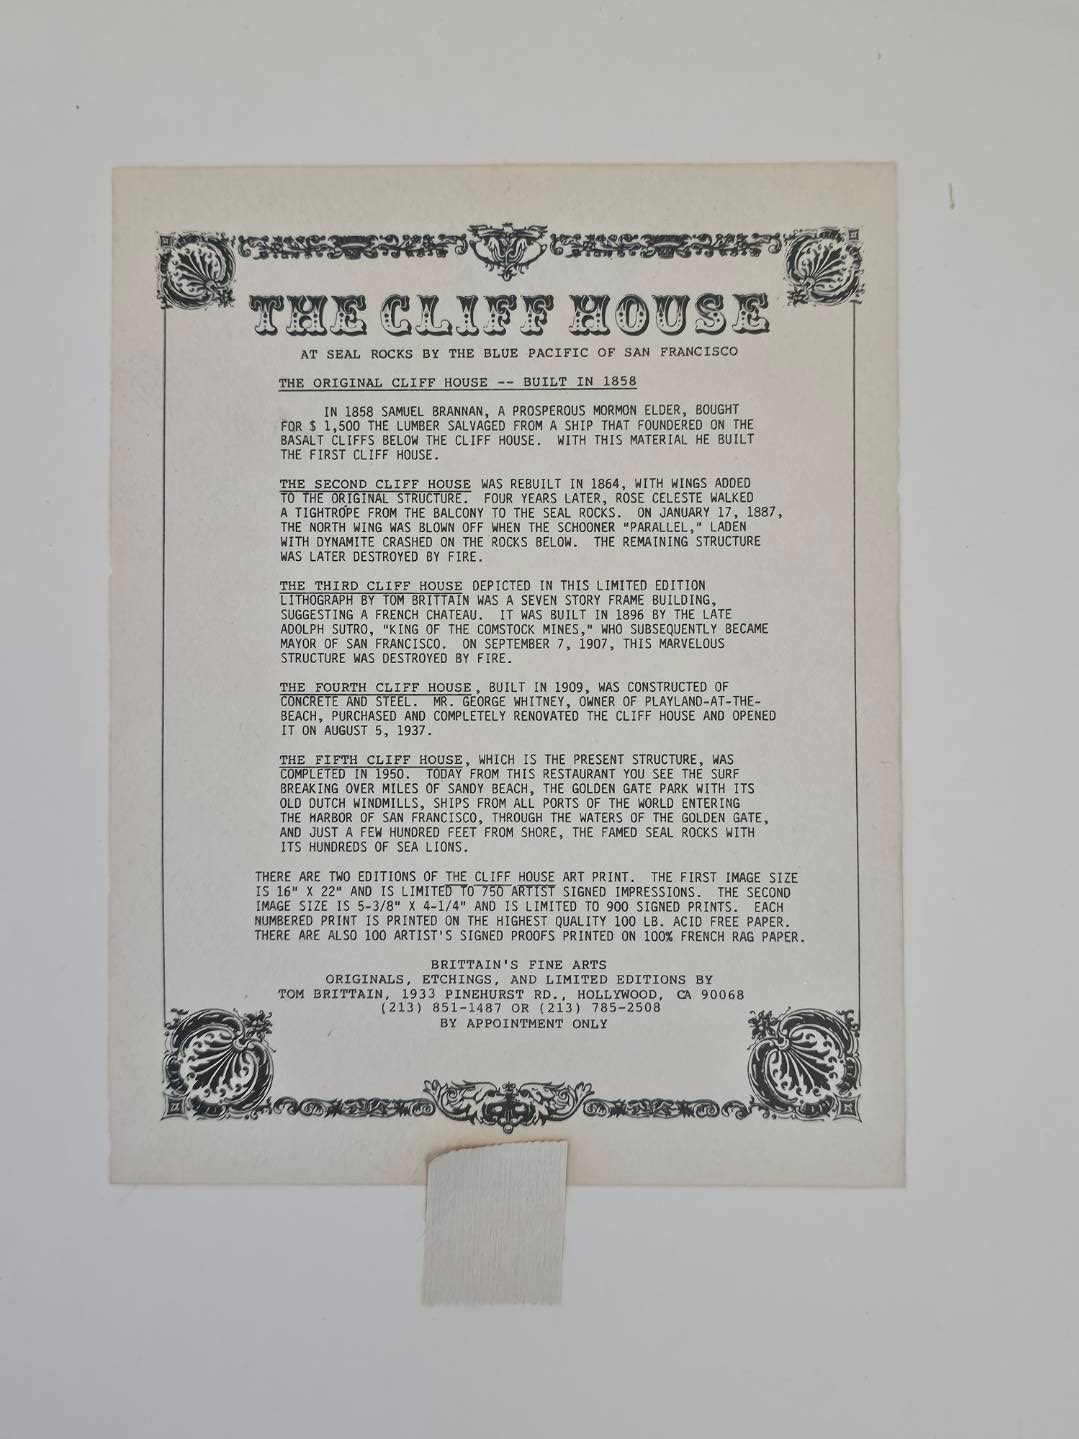 THE CLIFF HOUSE
AT SEAL ROCKS BY THE BLUE PACIFIC OF SAN FRANCISCO
THE ORIGINAL CLIFF HOUSE -- BUILT IN 1858
IN 1858 SAMUEL BRANNAN, A PROSPEROUS MORMON ELDER, BOUGHT
FOR $ 1,500 THE LUMBER SALVAGED FROM A SHIP THAT FOUNDERED ON THE
BASALT CLIFFS BELOW THE CLIFF HOUSE. WITH THIS MATERIAL HE BUILT
THE FIRST CLIFF HOUSE.
THE SECOND CLIFF HOUSE WAS REBUILT IN 1864, WITH WINGS ADDED
TO THE ORIGINAL STRUCTURE. FOUR YEARS LATER, ROSE CELESTE WALKED
A TIGHTROPE FROM THE BALCONY TO THE SEAL ROCKS. ON JANUARY 17, 1887,
THE NORTH WING WAS BLOWN OFF WHEN THE SCHOONER "PARALLEL," LADEN
WITH DYNAMITE CRASHED ON THE ROCKS BELOW. THE REMAINING STRUCTURE
WAS LATER DESTROYED BY FIRE.
THE THIRD CLIFF HOUSE DEPICTED IN THIS LIMITED EDITION
LITHOGRAPH BY TOM BRITTAIN WAS A SEVEN STORY FRAME BUILDING,
SUGGESTING A FRENCH CHATEAU. IT WAS BUILT IN 1896 BY THE LATE
ADOLPH SUTRO, "KING OF THE COMSTOCK MINES," WHO SUBSEQUENTLY BECAME
MAYOR OF SAN FRANCISCO. ON SEPTEMBER 7, 1907, THIS MARVELOUS
STRUCTURE WAS DESTROYED BY FIRE.
THE FOURTH CLIFF HOUSE, BUILT IN 1909, WAS CONSTRUCTED OF
CONCRETE AND STEEL. MR. GEORGE WHITNEY, OWNER OF PLAYLAND-AT-THE-
BEACH, PURCHASED AND COMPLETELY RENOVATED THE CLIFF HOUSE AND OPENED
IT ON AUGUST 5, 1937.
THE FIFTH CLIFF HOUSE, WHICH IS THE PRESENT STRUCTURE, WAS
COMPLETED IN 1950. TODAY FROM THIS RESTAURANT YOU SEE THE SURF
BREAKING OVER MILES OF SANDY BEACH, THE GOLDEN GATE PARK WITH ITS
OLD DUTCH WINDMILLS, SHIPS FROM ALL PORTS OF THE WORLD ENTERING
THE HARBOR OF SAN FRANCISCO, THROUGH THE WATERS OF THE GOLDEN GATE,
AND JUST A FEW HUNDRED FEET FROM SHORE, THE FAMED SEAL ROCKS WITH
ITS HUNDREDS OF SEA LIONS.
THERE ARE TWO EDITIONS OF THE CLIFF HOUSE ART PRINT. THE FIRST IMAGE SIZE
IS 16" X 22" AND IS LIMITED TO 750 ARTIST SIGNED IMPRESSIONS. THE SECOND
IMAGE SIZE IS 5-3/8" X 4-1/4" AND IS LIMITED TO 900 SIGNED PRINTS. EACH
NUMBERED PRINT IS PRINTED ON THE HIGHEST QUALITY 100 LB. ACID FREE PAPER.
THERE ARE ALSO 100 ARTIST'S SIGNED PROOFS PRINTED ON 100% FRENCH RAG PAPER.
BRITTAIN'S FINE ARTS
ORIGINALS, ETCHINGS, AND LIMITED EDITIONS BY
TOM BRITTAIN, 1933 PINEHURST RD., HOLLYWOOD, CA 90068
(213) 851-1487 OR (213) 785-2508
BY APPOINTMENT ONLY